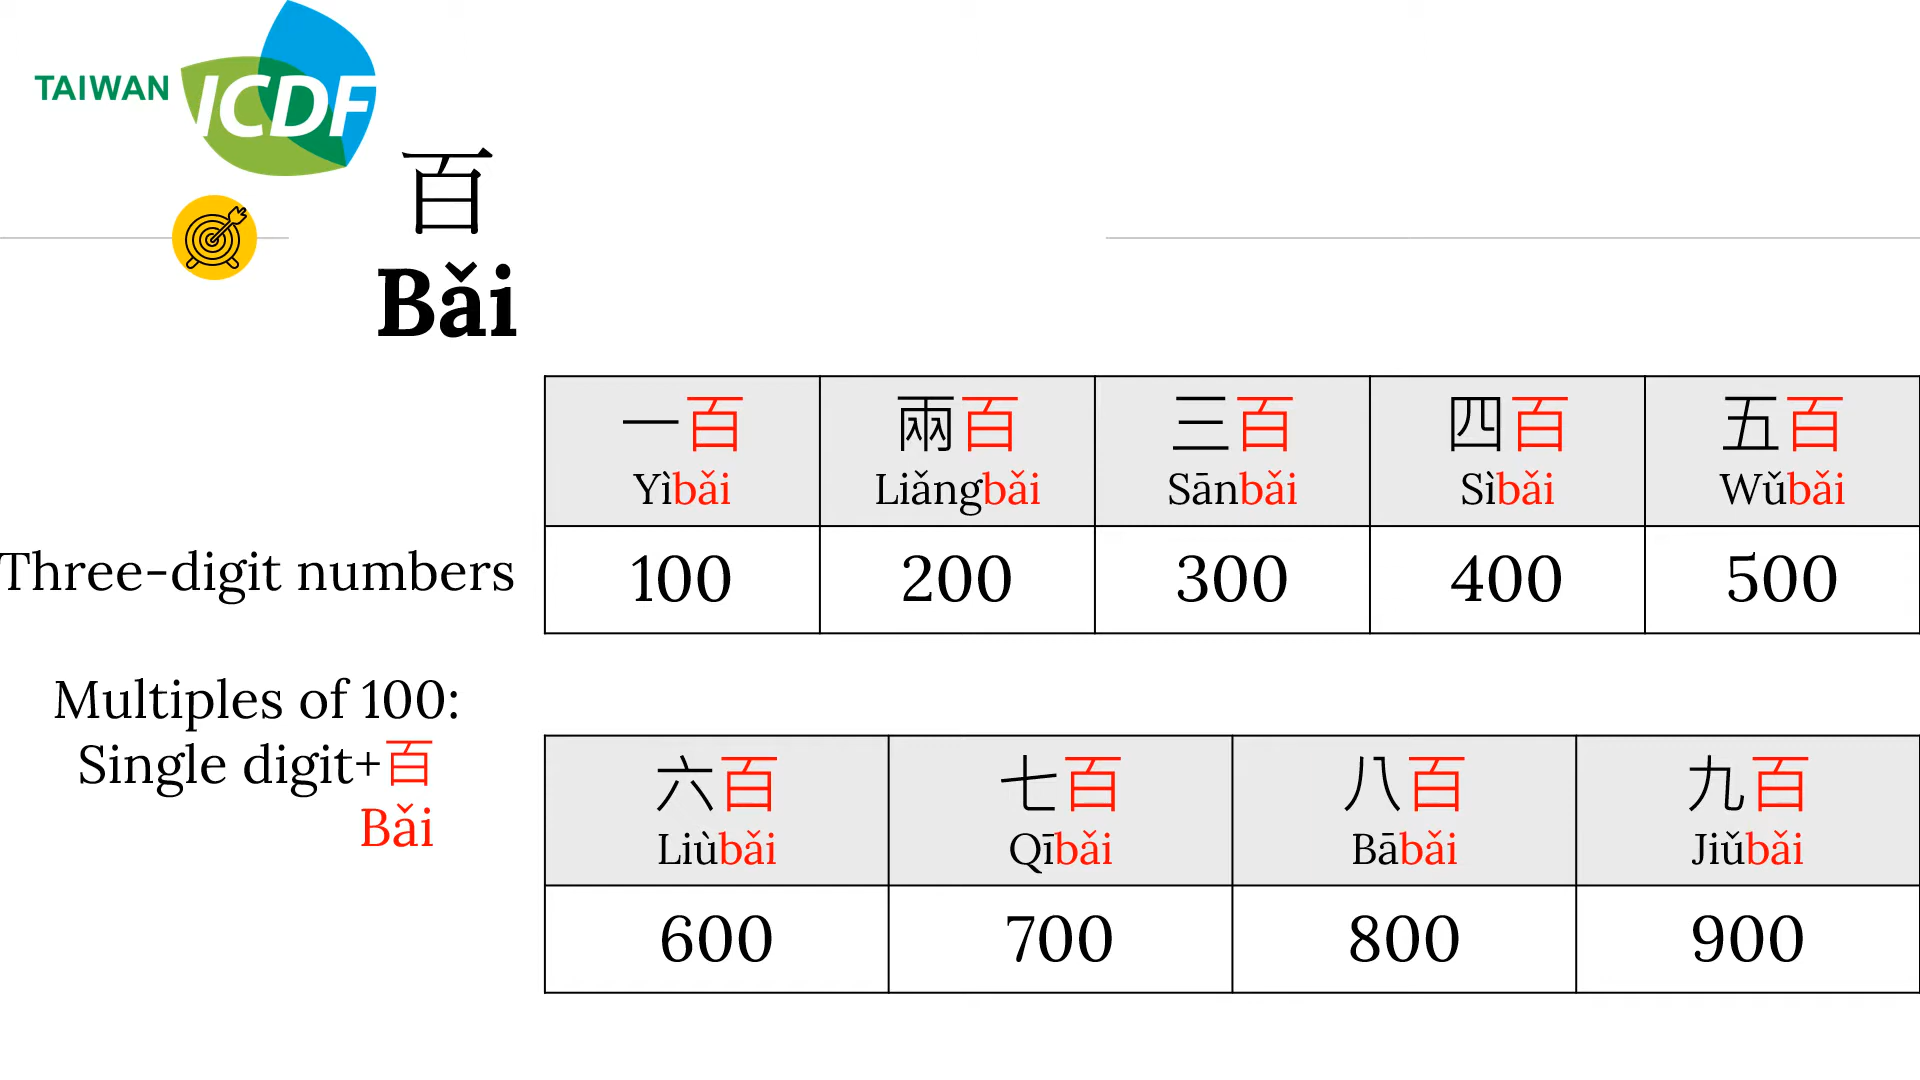 TAIWAN ICDF
百
Bǎi
一百 兩百 三百 四百 五百
Yìbǎi Liǎngbǎi Sānbǎi Sìbǎi Wǔbǎi
Three-digit numbers
100 200 300 400 500
Multiples of 100:
Single digit+百
Bǎi
六百 七百 八百 九百
Liùbǎi Qībǎi Bābǎi Jiǔbǎi
600 700 800 900